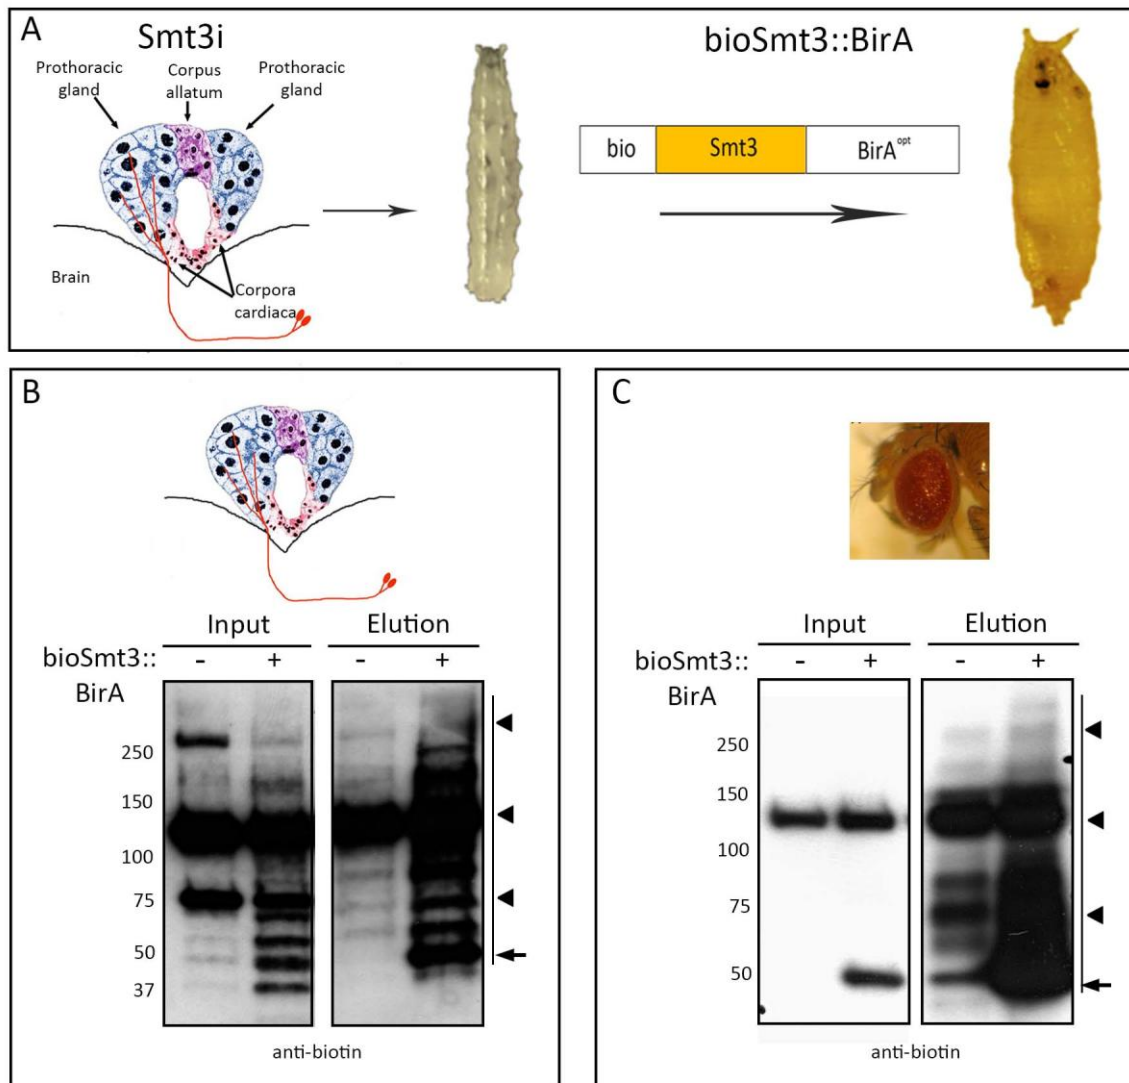 A
Smt3i
Prothoracic
gland
Corpus
allatum
Prothoracic
gland
Brain
Corpora
cardiaca
bioSmt3::BirA
bio
Smt3
BirA^opt
B
Input
Elution
bioSmt3::
BirA
- + - +
250
150
100
75
50
37
anti-biotin
C
Input
Elution
bioSmt3::
BirA
- + - +
250
150
100
75
50
anti-biotin